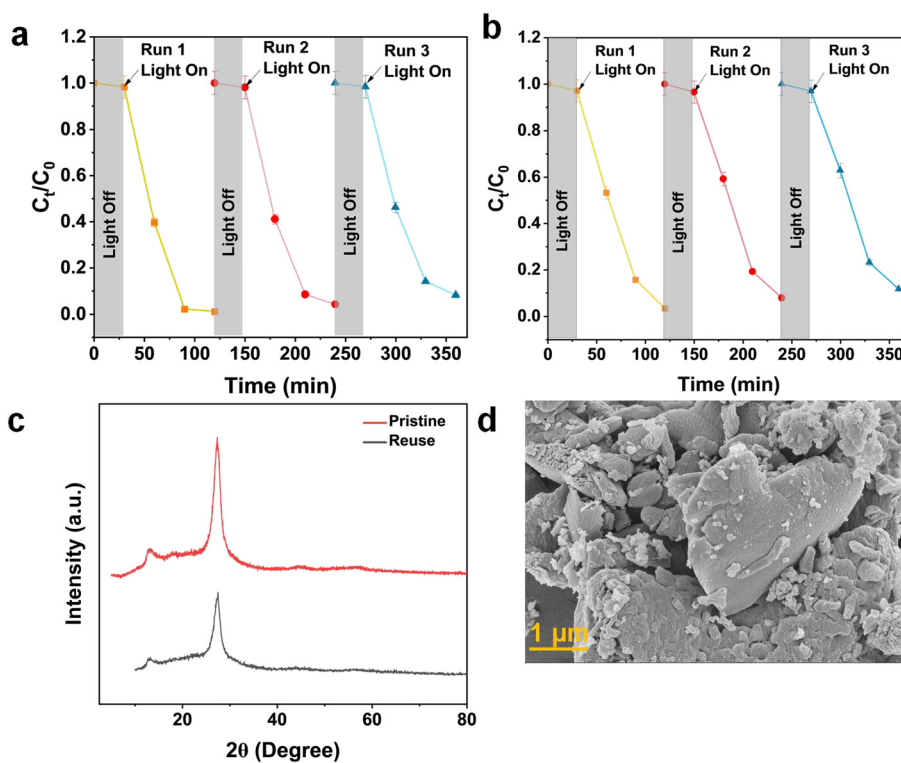 a
Run 1
Light On
Run 2
Light On
Run 3
Light On
1.2
1.0
0.8
0.6
0.4
0.2
0.0
Cₜ/C₀
Light Off
Light Off
Light Off
0 50 100 150 200 250 300 350
Time (min)
b
Run 1
Light On
Run 2
Light On
Run 3
Light On
1.2
1.0
0.8
0.6
0.4
0.2
0.0
Cₜ/C₀
Light Off
Light Off
Light Off
0 50 100 150 200 250 300 350
Time (min)
c
Pristine
Reuse
Intensity (a.u.)
20 40 60 80
2θ (Degree)
d
1 μm